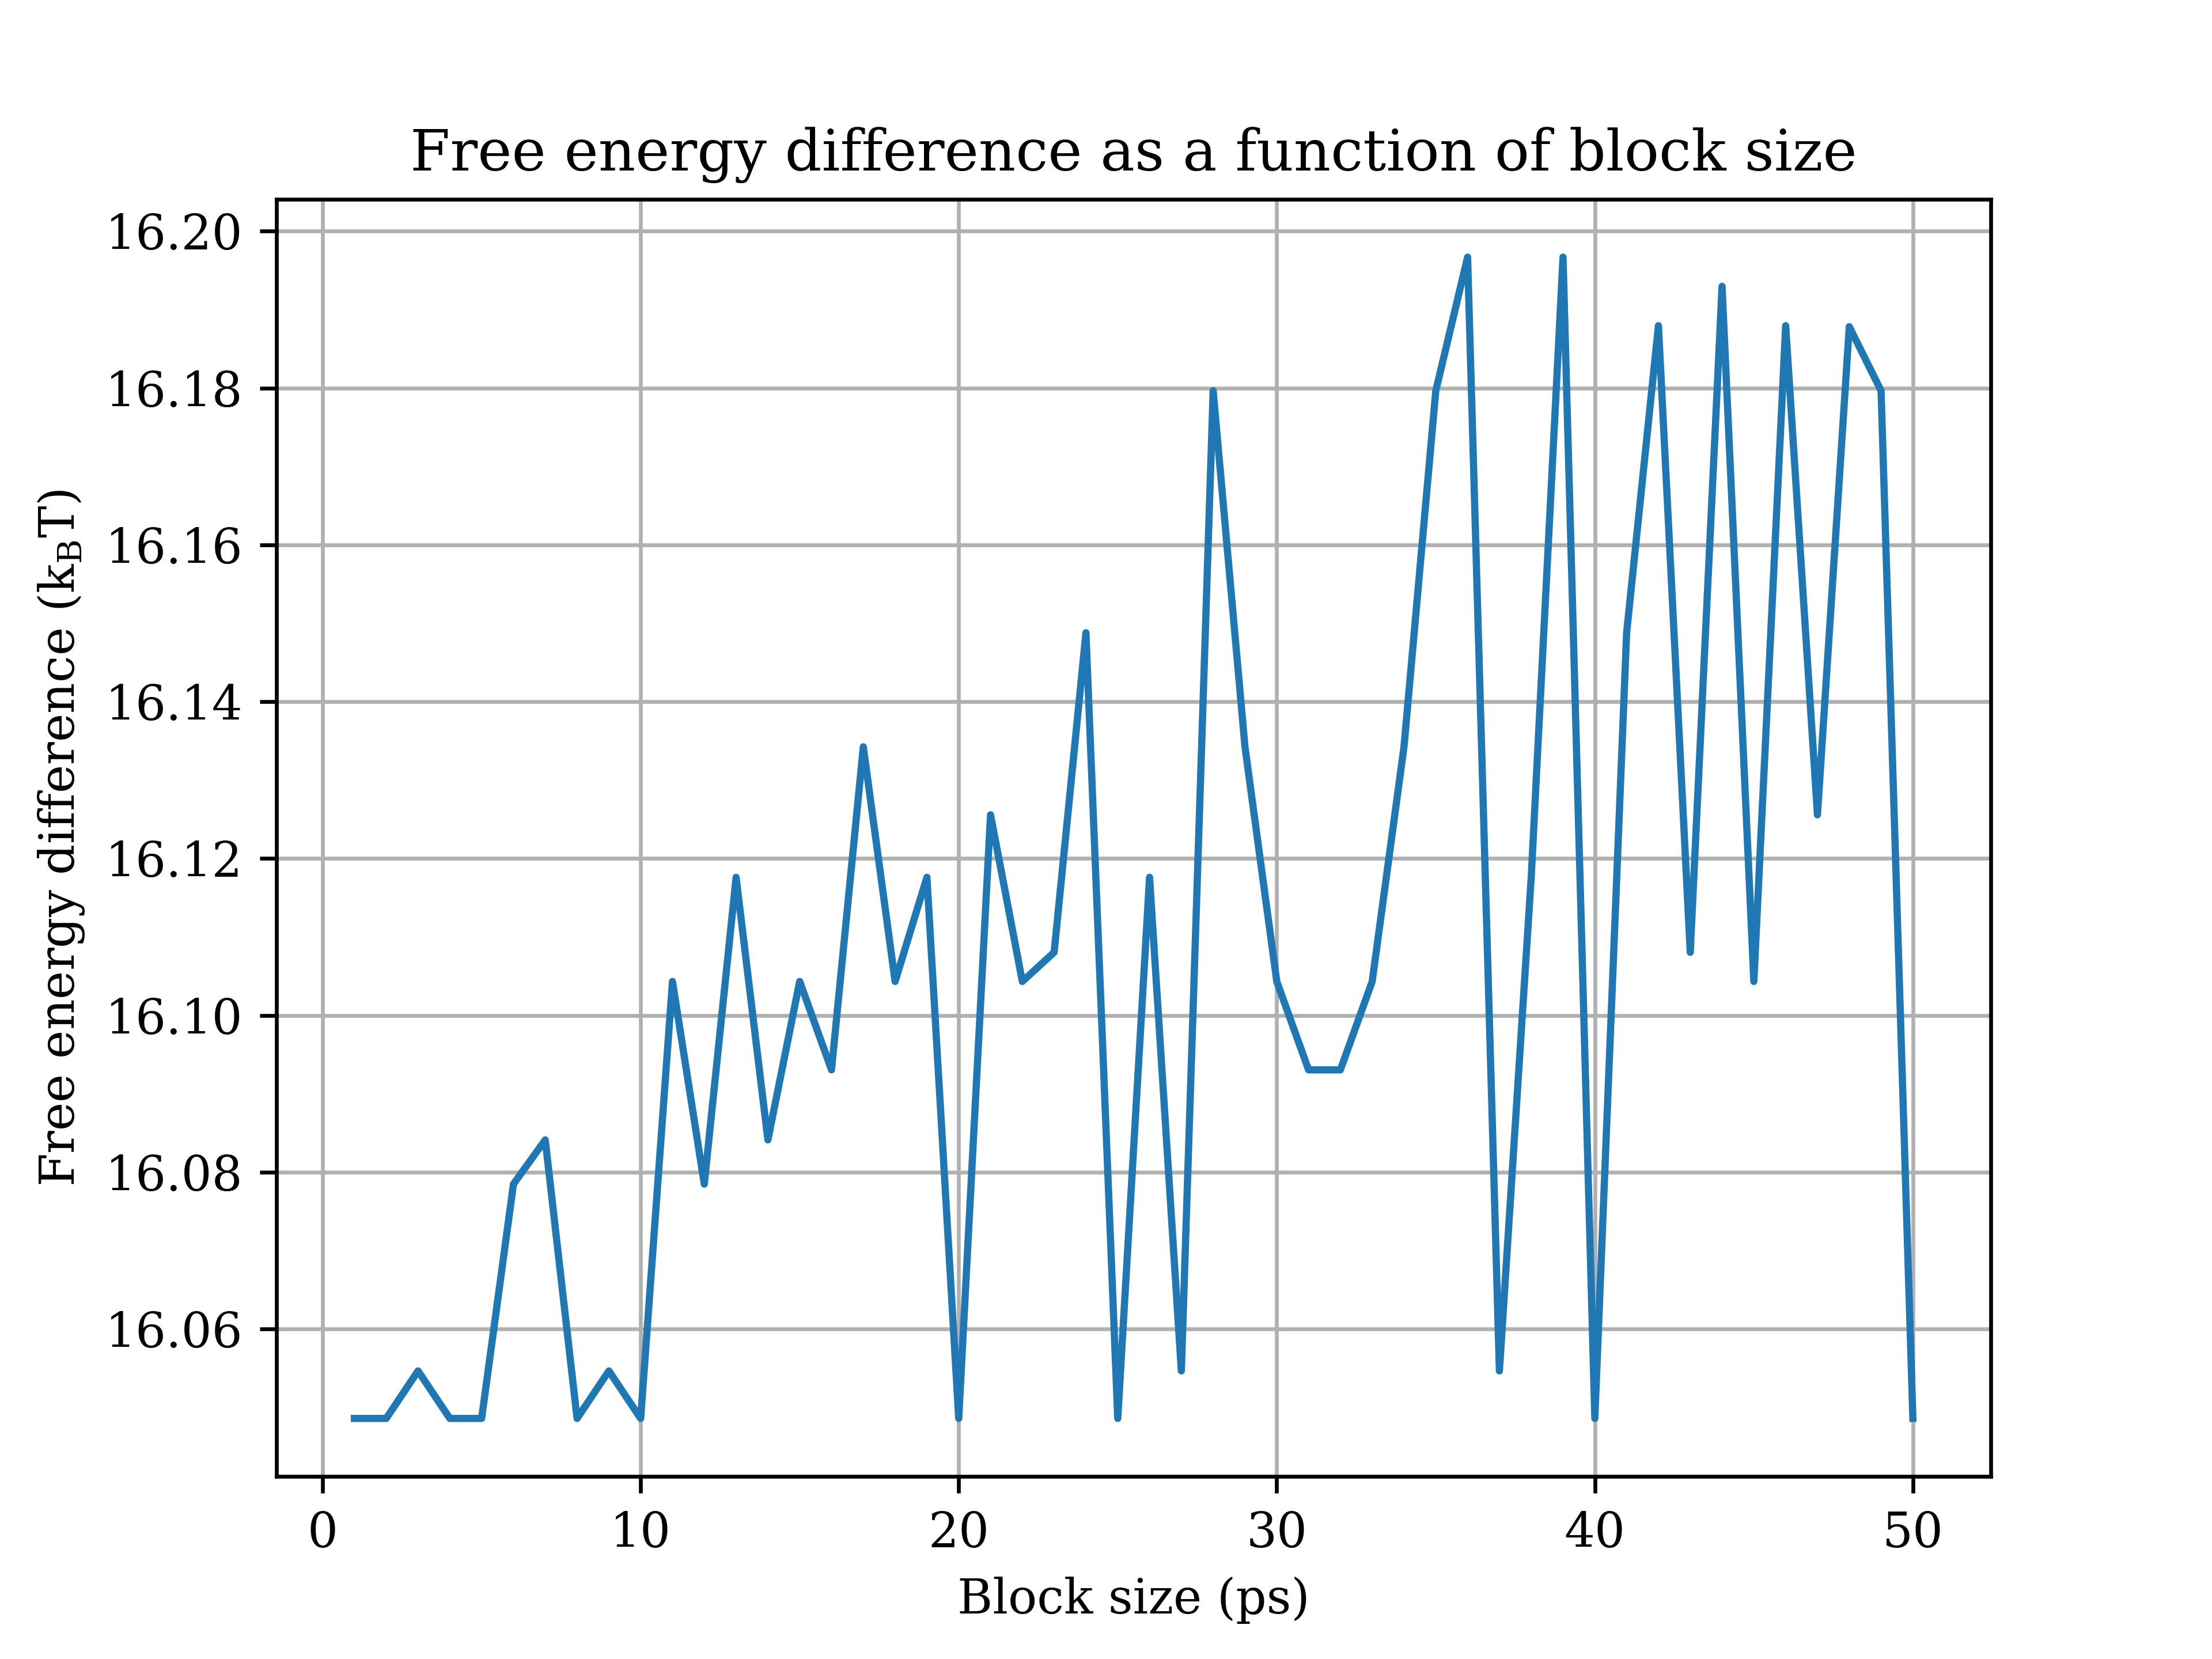 Free energy difference as a function of block size
Free energy difference (k_BT)
16.20
16.18
16.16
16.14
16.12
16.10
16.08
16.06
0 10 20 30 40 50
Block size (ps)